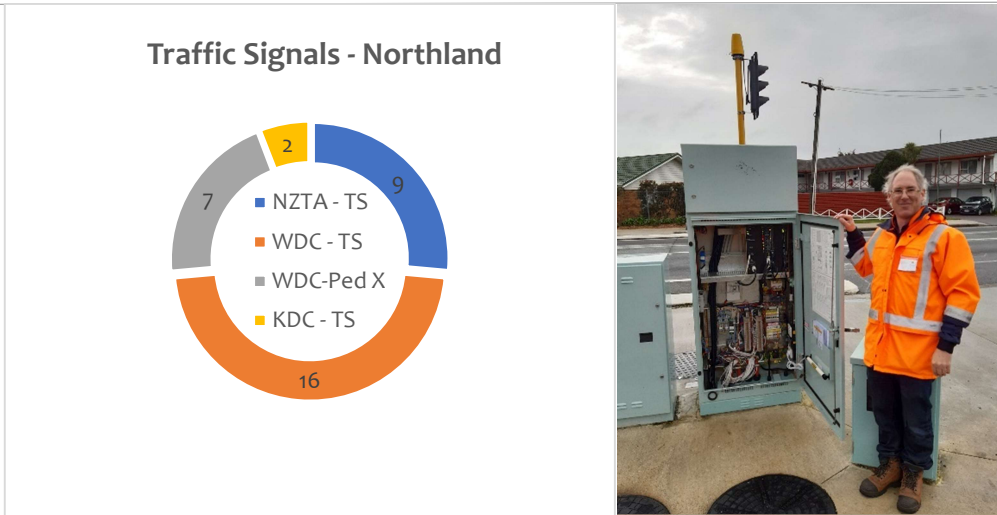 Traffic Signals - Northland
2
9
7
NZTA - TS
WDC - TS
WDC-Ped X
KDC - TS
16